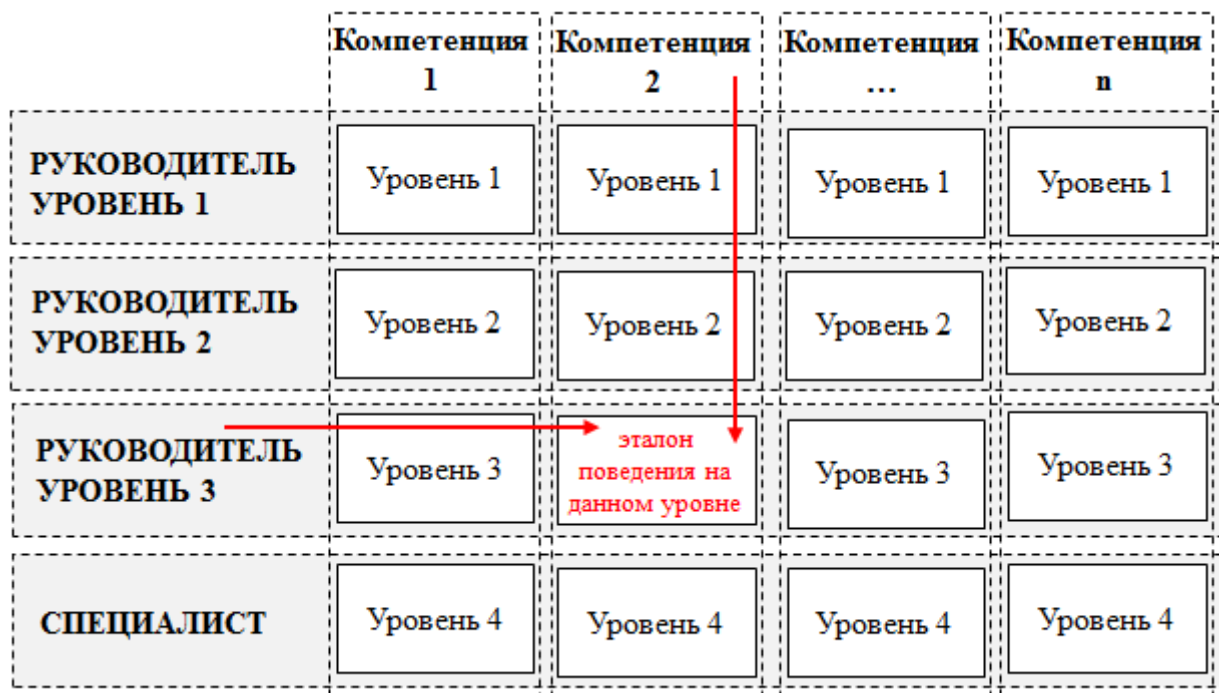 Компетенция 1
Компетенция 2
Компетенция ...
Компетенция n
РУКОВОДИТЕЛЬ
УРОВЕНЬ 1
Уровень 1
Уровень 1
Уровень 1
Уровень 1
РУКОВОДИТЕЛЬ
УРОВЕНЬ 2
Уровень 2
Уровень 2
Уровень 2
Уровень 2
РУКОВОДИТЕЛЬ
УРОВЕНЬ 3
Уровень 3
эталон
поведения на
данном уровне
Уровень 3
Уровень 3
СПЕЦИАЛИСТ
Уровень 4
Уровень 4
Уровень 4
Уровень 4